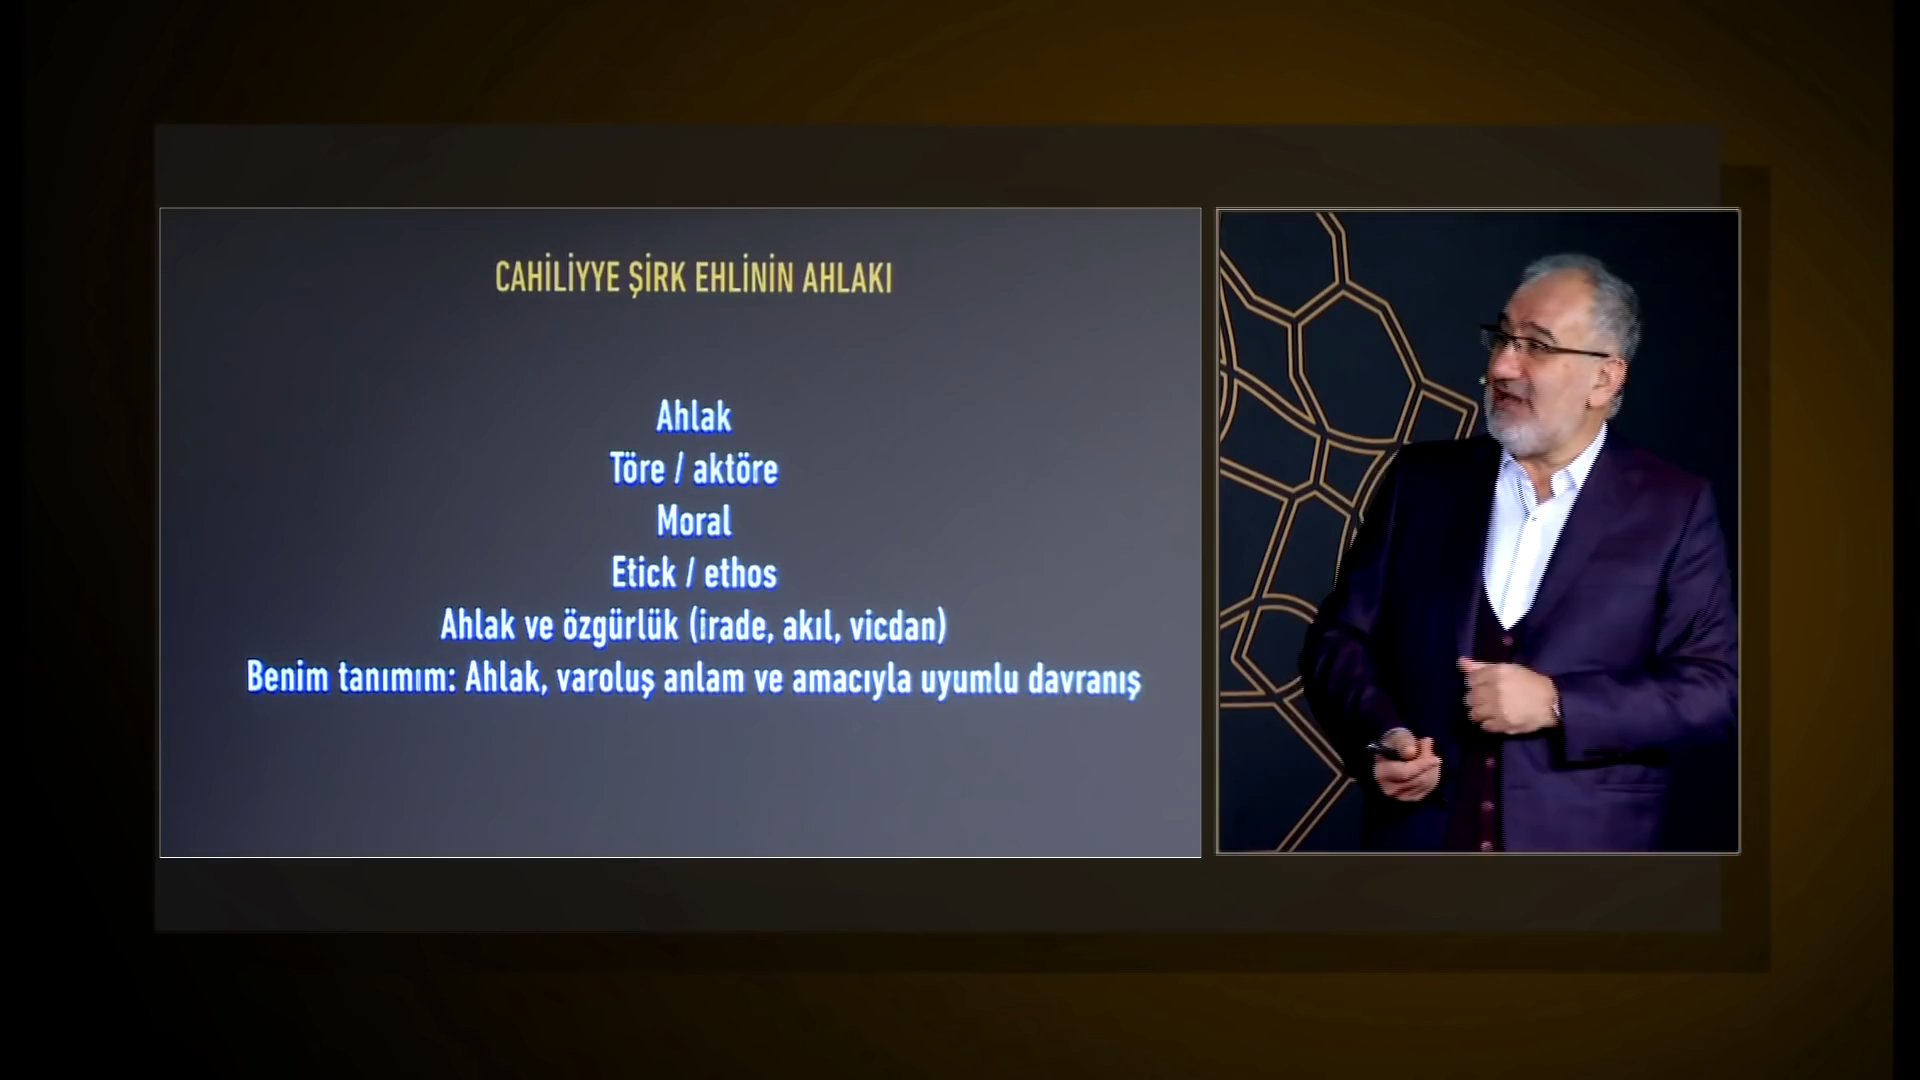 CAHİLİYYE ŞİRK EHLİNİN AHLAKI
Ahlak
Töre / aktöre
Moral
Etick / ethos
Ahlak ve özgürlük (irade, akıl, vicdan)
Benim tanımım: Ahlak, varoluş anlam ve amacıyla uyumlu davranış